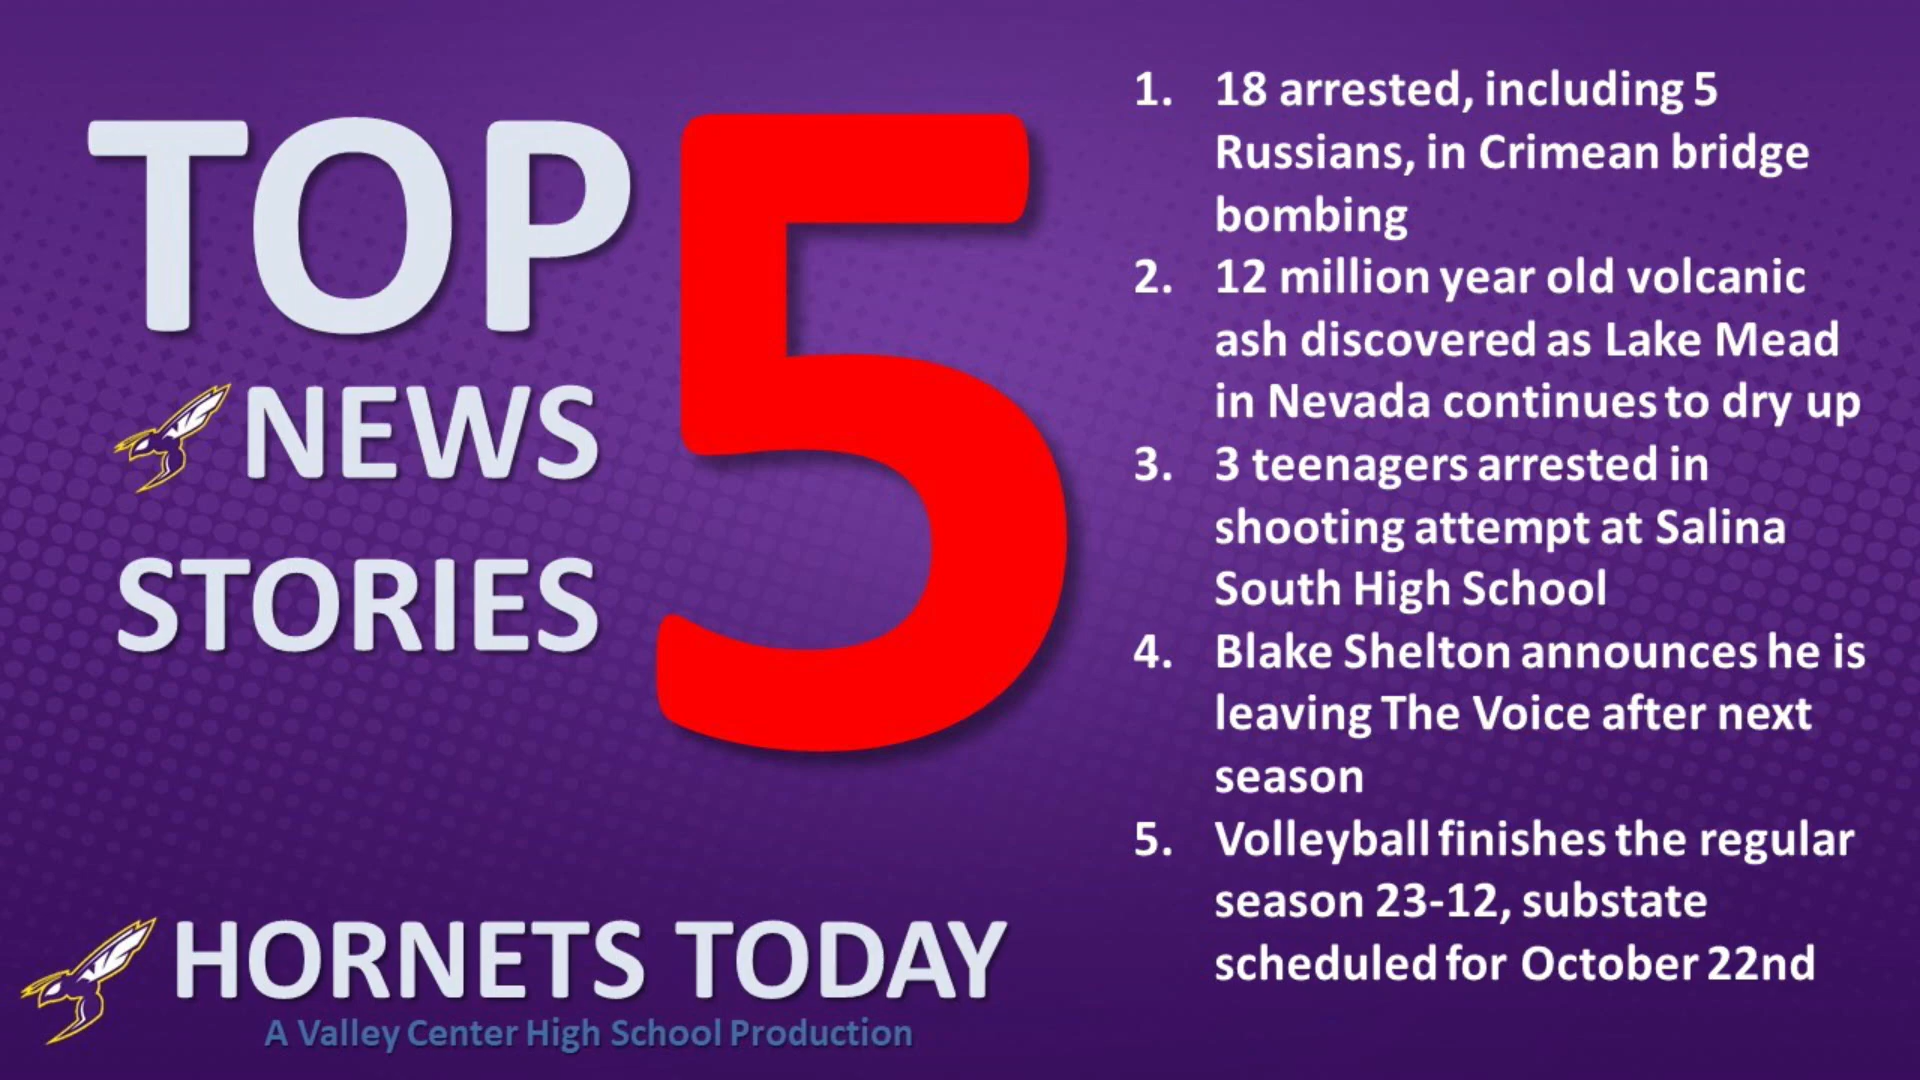 TOP 5
NEWS
STORIES
HORNETS TODAY
A Valley Center High School Production
1. 18 arrested, including 5
Russians, in Crimean bridge
bombing
2. 12 million year old volcanic
ash discovered as Lake Mead
in Nevada continues to dry up
3. 3 teenagers arrested in
shooting attempt at Salina
South High School
4. Blake Shelton announces he is
leaving The Voice after next
season
5. Volleyball finishes the regular
season 23-12, substate
scheduled for October 22nd